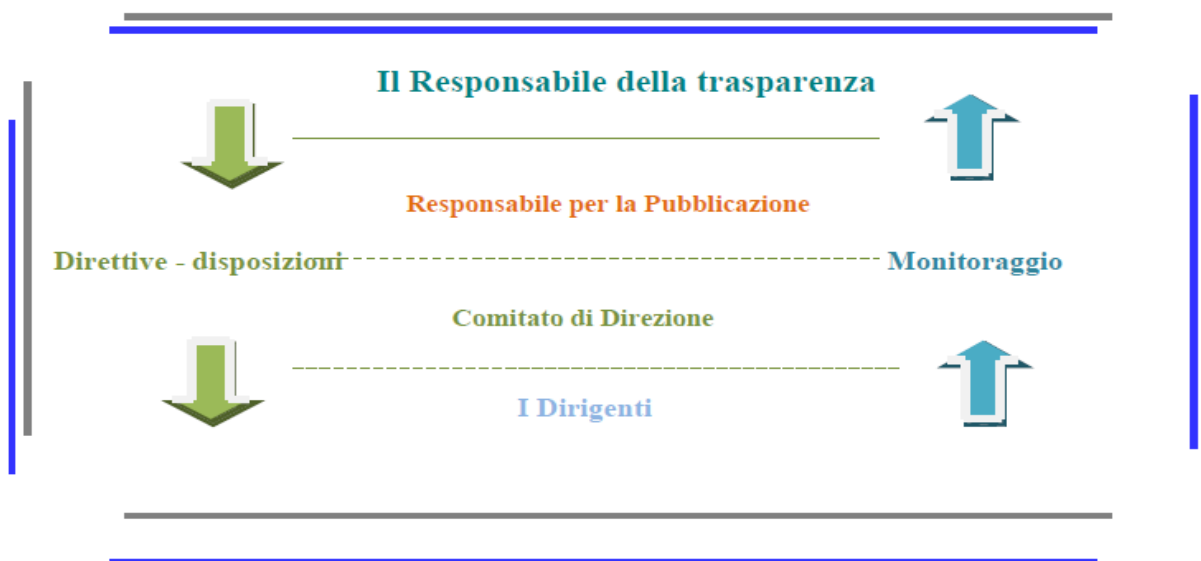 Il Responsabile della trasparenza
Responsabile per la Pubblicazione
Direttive - disposizioni
Monitoraggio
Comitato di Direzione
I Dirigenti